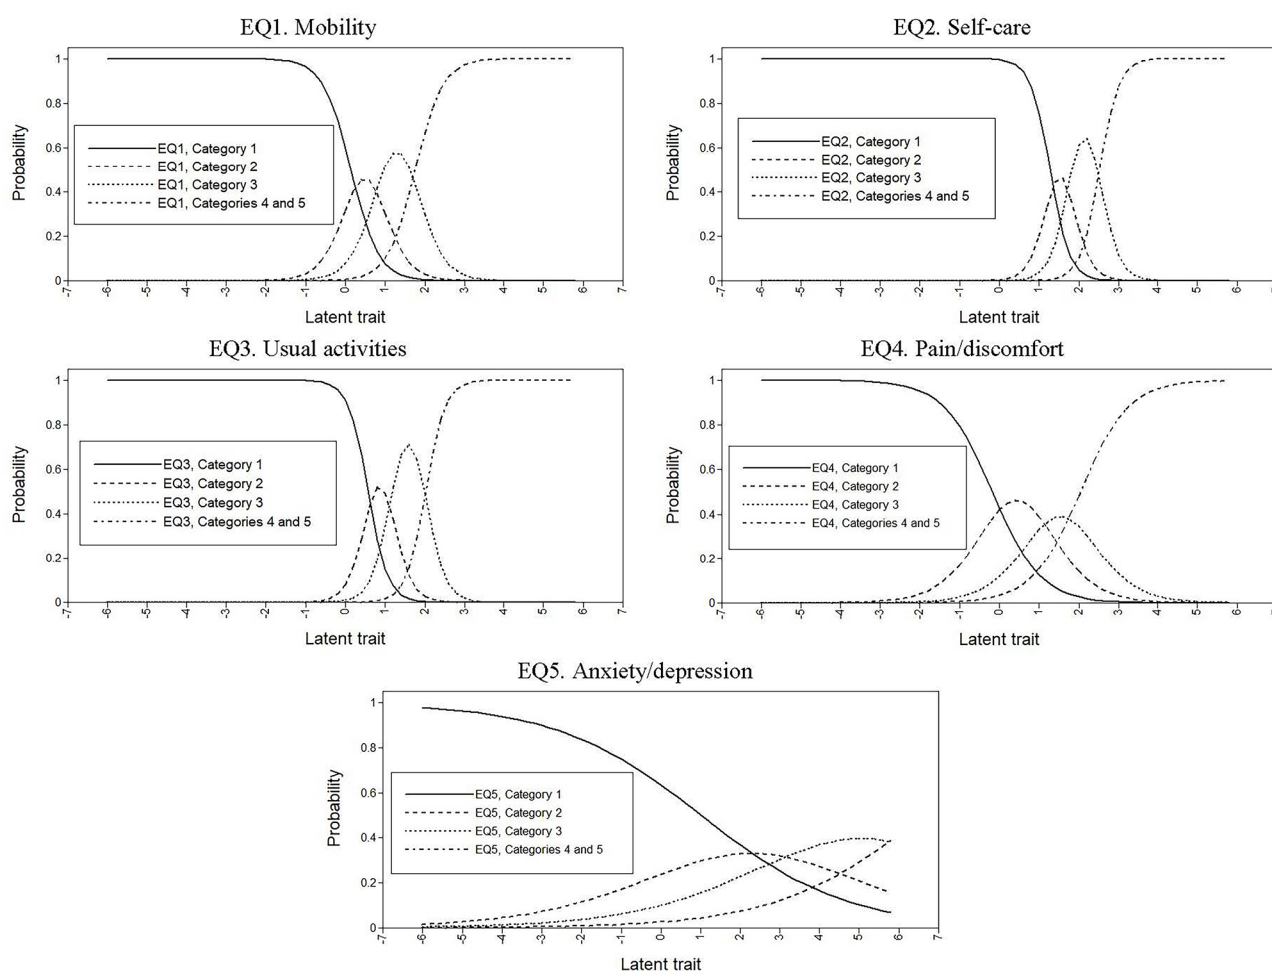 EQ1. Mobility
Probability
1
0.8
0.6
0.4
0.2
0
EQ1, Category 1
EQ1, Category 2
EQ1, Category 3
EQ1, Categories 4 and 5
-7 -6 -5 -4 -3 -2 -1 0 1 2 3 4 5 6 7
Latent trait
EQ2. Self-care
Probability
1
0.8
0.6
0.4
0.2
0
EQ2, Category 1
EQ2, Category 2
EQ2, Category 3
EQ2, Categories 4 and 5
-7 -6 -5 -4 -3 -2 -1 0 1 2 3 4 5 6
Latent trait
EQ3. Usual activities
Probability
1
0.8
0.6
0.4
0.2
0
EQ3, Category 1
EQ3, Category 2
EQ3, Category 3
EQ3, Categories 4 and 5
-7 -6 -5 -4 -3 -2 -1 0 1 2 3 4 5 6 7
Latent trait
EQ4. Pain/discomfort
Probability
1
0.8
0.6
0.4
0.2
0
EQ4, Category 1
EQ4, Category 2
EQ4, Category 3
EQ4, Categories 4 and 5
-7 -6 -5 -4 -3 -2 -1 0 1 2 3 4 5 6
Latent trait
EQ5. Anxiety/depression
Probability
1
0.8
0.6
0.4
0.2
0
EQ5, Category 1
EQ5, Category 2
EQ5, Category 3
EQ5, Categories 4 and 5
-7 -6 -5 -4 -3 -2 -1 0 1 2 3 4 5 6 7
Latent trait